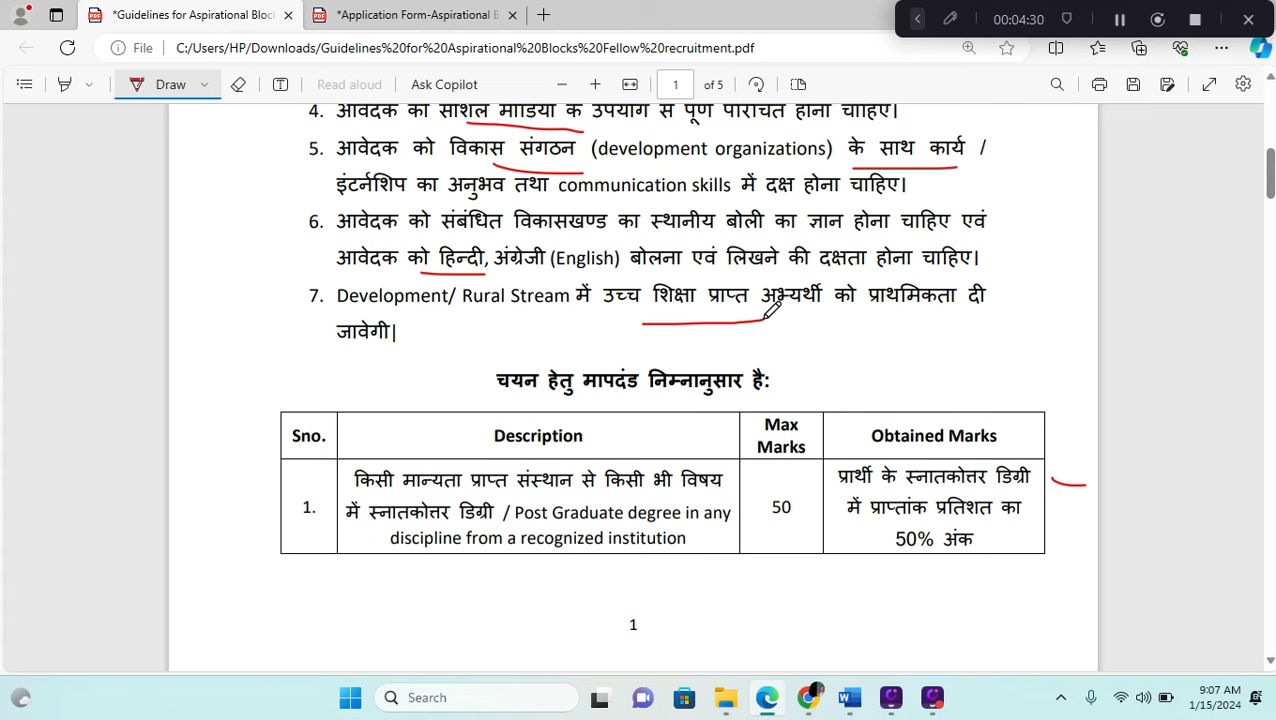 *Guidelines for Aspirational Bloc
*Application Form-Aspirational B
00:04:30
File C:/Users/HP/Downloads/Guidelines%20for%20Aspirational%20Blocks%20Fellow%20recruitment.pdf
Draw Read aloud Ask Copilot 1 of 5
4. आवेदक को सोशल मीडिया के उपयोग से पूर्ण परिचित होना चाहिए।
5. आवेदक को विकास संगठन (development organizations) के साथ कार्य /
इंटर्नशिप का अनुभव तथा communication skills में दक्ष होना चाहिए।
6. आवेदक को संबंधित विकासखण्ड का स्थानीय बोली का ज्ञान होना चाहिए एवं
आवेदक को हिन्दी, अंग्रेजी (English) बोलना एवं लिखने की दक्षता होना चाहिए।
7. Development/ Rural Stream में उच्च शिक्षा प्राप्त अभ्यर्थी को प्राथमिकता दी
जावेगी|
चयन हेतु मापदंड निम्नानुसार है:
Sno. Description Max Marks Obtained Marks
1. किसी मान्यता प्राप्त संस्थान से किसी भी विषय
में स्नातकोत्तर डिग्री / Post Graduate degree in any
discipline from a recognized institution
50
प्रार्थी के स्नातकोत्तर डिग्री
में प्राप्तांक प्रतिशत का
50% अंक
1
Search
9:07 AM
1/15/2024